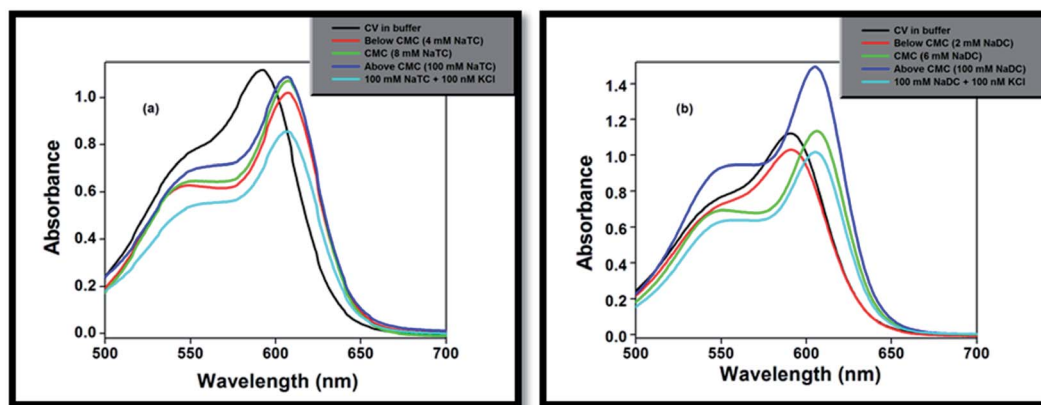 CV in buffer
Below CMC (4 mM NaTC)
CMC (8 mM NaTC)
Above CMC (100 mM NaTC)
100 mM NaTC + 100 nM KCl
(a)
1.0
0.8
0.6
0.4
0.2
0.0
Absorbance
500 550 600 650 700
Wavelength (nm)
CV in buffer
Below CMC (2 mM NaDC)
CMC (6 mM NaDC)
Above CMC (100 mM NaDC)
100 mM NaDC + 100 nM KCl
(b)
1.4
1.2
1.0
0.8
0.6
0.4
0.2
0.0
Absorbance
500 550 600 650 700
Wavelength (nm)